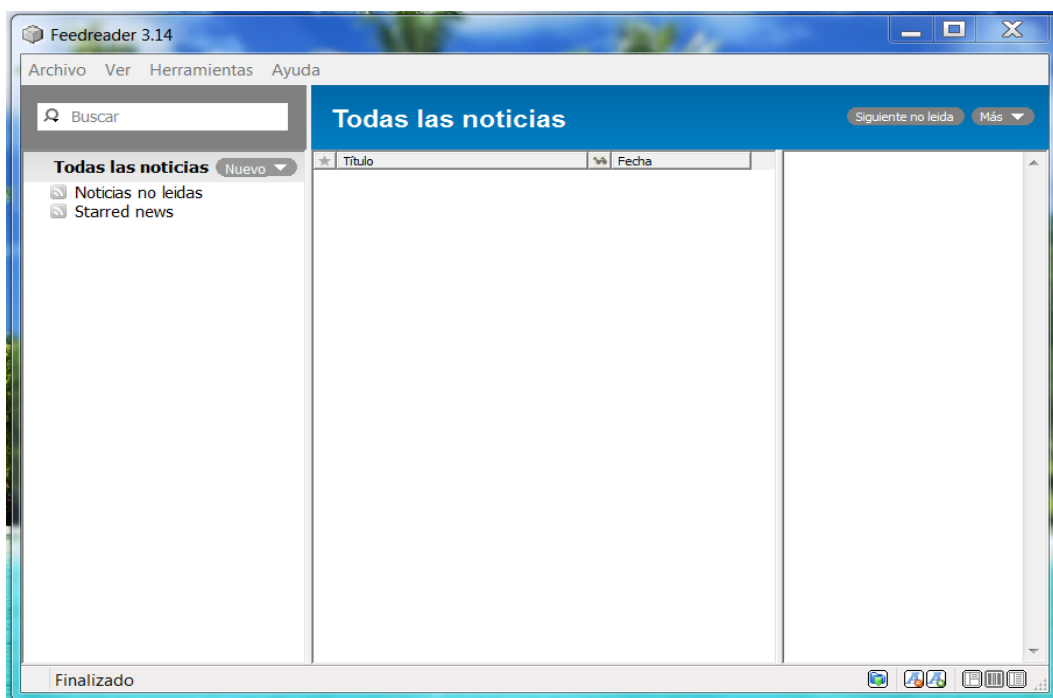 Feedreader 3.14
Archivo Ver Herramientas Ayuda
Buscar
Todas las noticias
Siguiente no leida Más
Todas las noticias Nuevo
Título Fecha
Noticias no leidas
Starred news
Finalizado